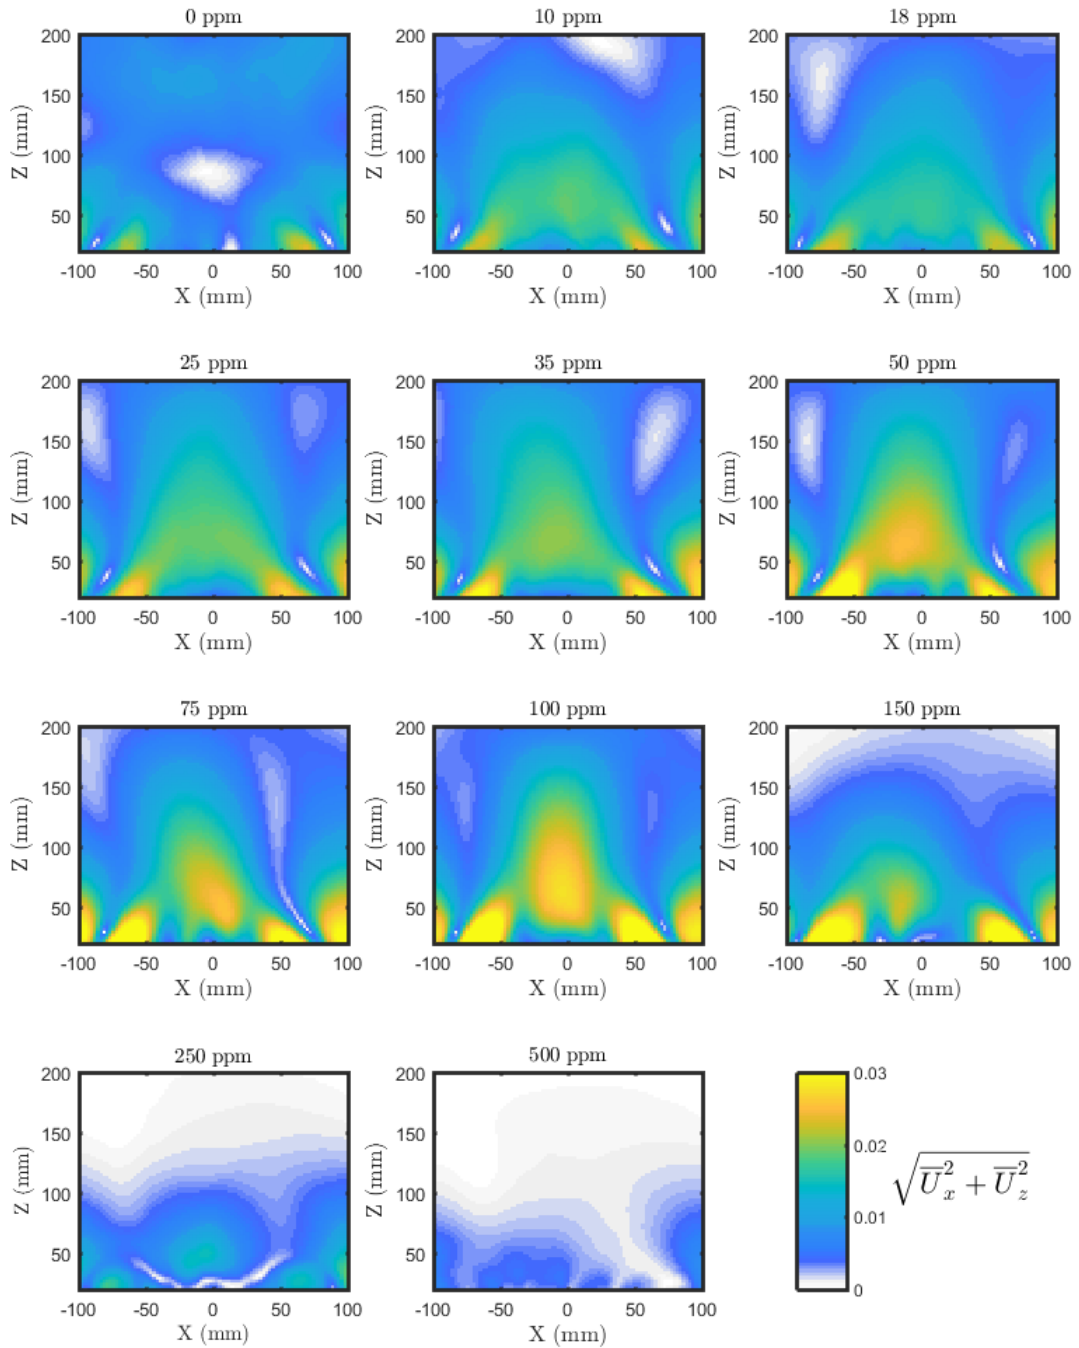 0 ppm 10 ppm 18 ppm
200 200 200
150 150 150
Z (mm) Z (mm) Z (mm)
100 100 100
50 50 50
-100 -50 0 50 100 -100 -50 0 50 100 -100 -50 0 50 100
X (mm) X (mm) X (mm)
25 ppm 35 ppm 50 ppm
200 200 200
150 150 150
Z (mm) Z (mm) Z (mm)
100 100 100
50 50 50
-100 -50 0 50 100 -100 -50 0 50 100 -100 -50 0 50 100
X (mm) X (mm) X (mm)
75 ppm 100 ppm 150 ppm
200 200 200
150 150 150
Z (mm) Z (mm) Z (mm)
100 100 100
50 50 50
-100 -50 0 50 100 -100 -50 0 50 100 -100 -50 0 50 100
X (mm) X (mm) X (mm)
250 ppm 500 ppm
200 200 0.03
150 150 0.02
Z (mm) Z (mm) √(U̅²ₓ + U̅²_z)
100 100 0.01
50 50 0
-100 -50 0 50 100 -100 -50 0 50 100
X (mm) X (mm)